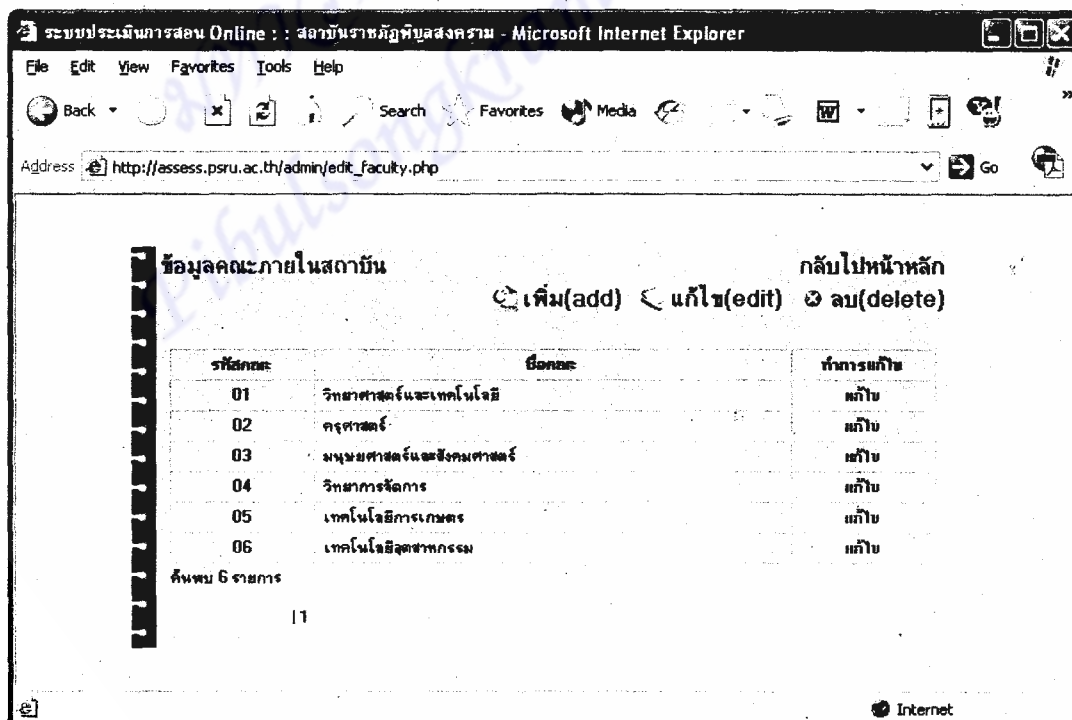 ระบบประเมินการสอน Online : : สถาบันราชภัฏพิบูลสงคราม - Microsoft Internet Explorer
File Edit View Favorites Tools Help
Back Search Favorites Media
Address http://assess.psru.ac.th/admin/edit_faculty.php Go
ข้อมูลคณะภายในสถาบัน กลับไปหน้าหลัก
เพิ่ม(add) แก้ไข(edit) ลบ(delete)
รหัสคณะ ชื่อคณะ ทำการแก้ไข
01 วิทยาศาสตร์และเทคโนโลยี แก้ไข
02 ครุศาสตร์ แก้ไข
03 มนุษยศาสตร์และสังคมศาสตร์ แก้ไข
04 วิทยาการจัดการ แก้ไข
05 เทคโนโลยีการเกษตร แก้ไข
06 เทคโนโลยีอุตสาหกรรม แก้ไข
ค้นพบ 6 รายการ
|1
Internet
Pibulsongkram